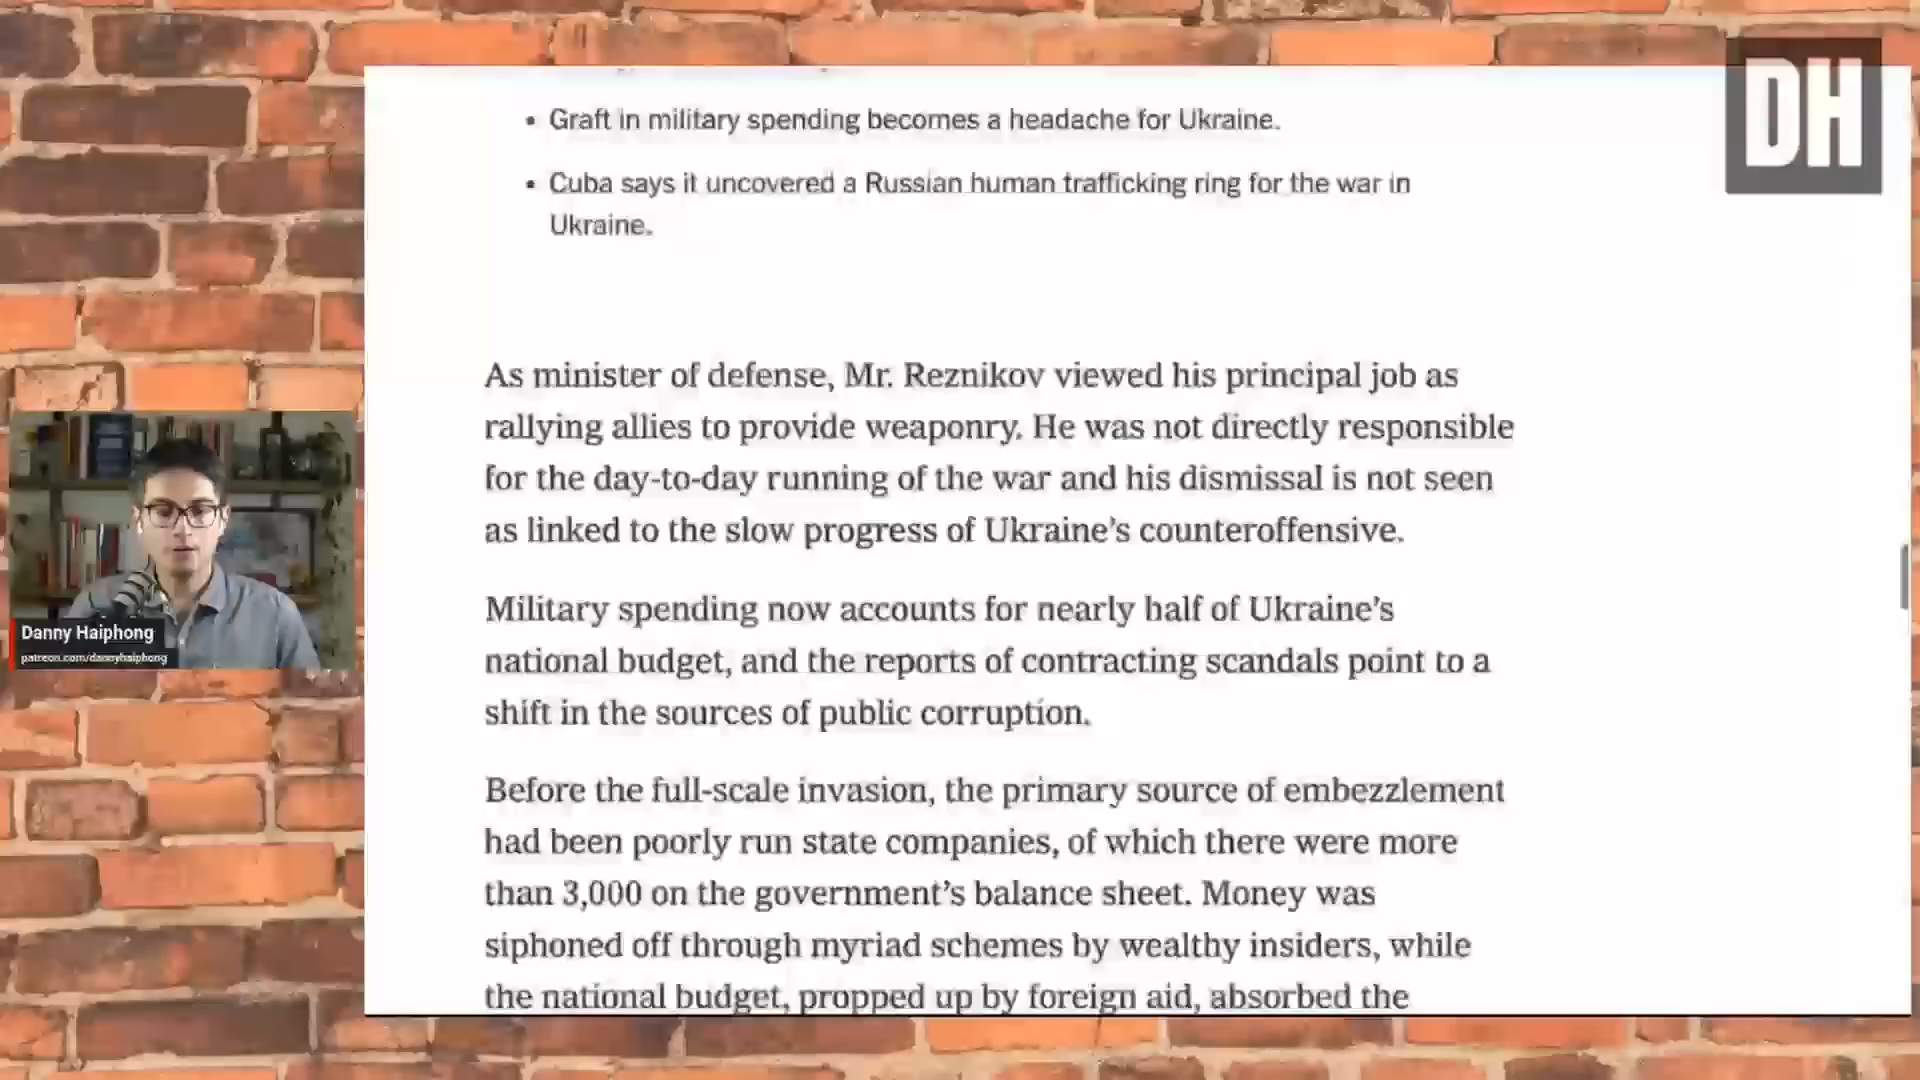 DH
• Graft in military spending becomes a headache for Ukraine.
• Cuba says it uncovered a Russian human trafficking ring for the war in
Ukraine.
As minister of defense, Mr. Reznikov viewed his principal job as
rallying allies to provide weaponry. He was not directly responsible
for the day-to-day running of the war and his dismissal is not seen
as linked to the slow progress of Ukraine’s counteroffensive.
Military spending now accounts for nearly half of Ukraine’s
national budget, and the reports of contracting scandals point to a
shift in the sources of public corruption.
Before the full-scale invasion, the primary source of embezzlement
had been poorly run state companies, of which there were more
than 3,000 on the government’s balance sheet. Money was
siphoned off through myriad schemes by wealthy insiders, while
the national budget, propped up by foreign aid, absorbed the
Danny Haiphong
patreon.com/dannyhaiphong